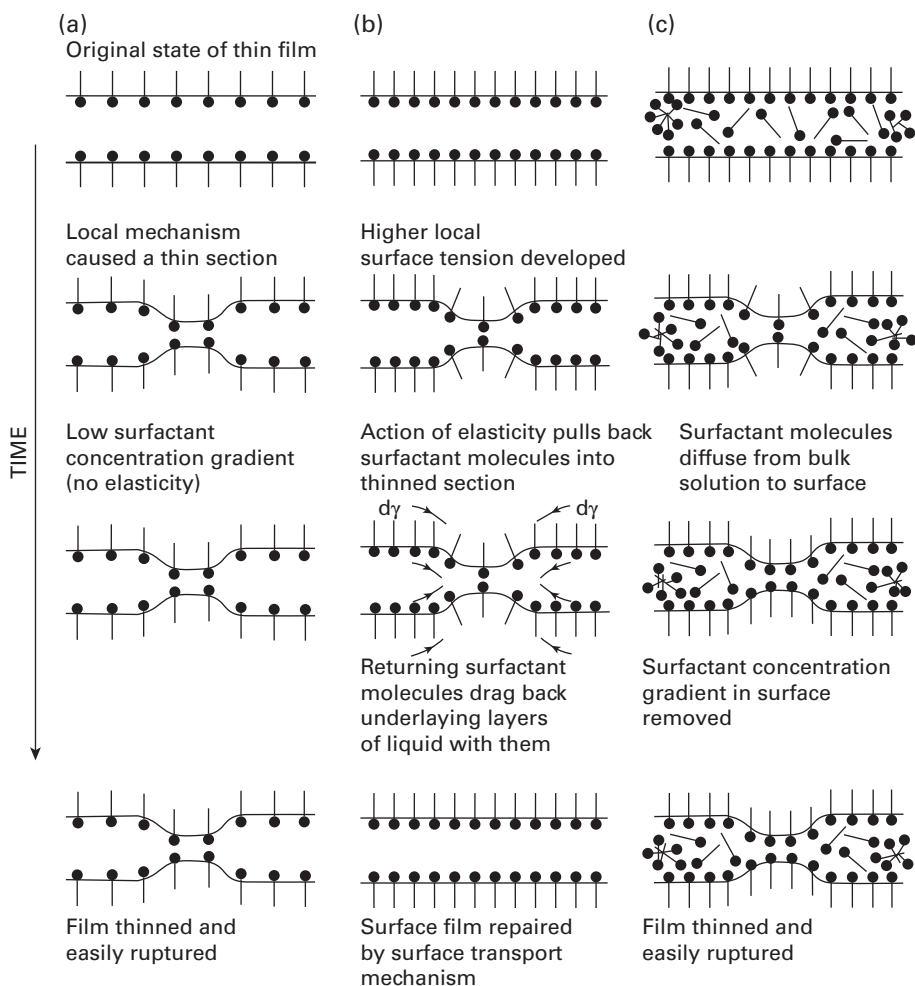 (a)
Original state of thin film
Local mechanism
caused a thin section
Low surfactant
concentration gradient
(no elasticity)
Film thinned and
easily ruptured
(b)
Higher local
surface tension developed
Action of elasticity pulls back
surfactant molecules into
thinned section
dγ
dγ
Returning surfactant
molecules drag back
underlaying layers
of liquid with them
Surface film repaired
by surface transport
mechanism
(c)
Surfactant molecules
diffuse from bulk
solution to surface
Surfactant concentration
gradient in surface
removed
Film thinned and
easily ruptured
TIME